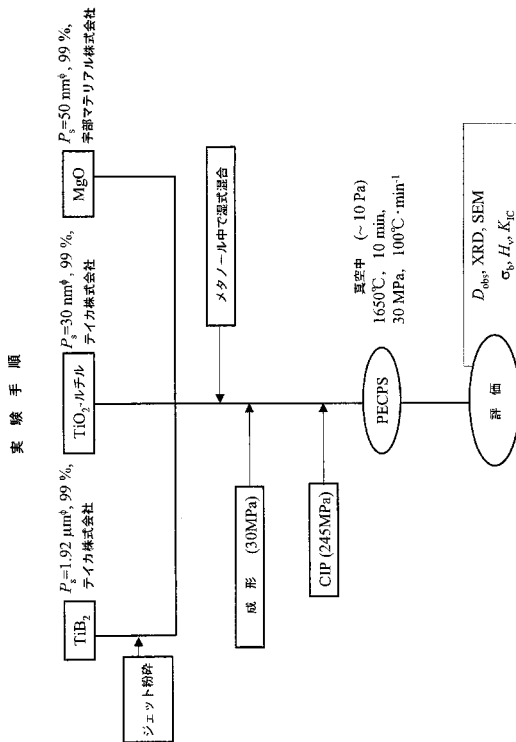 実験手順
P_s=1.92 μm^φ, 99 %,
テイカ株式会社
TiB₂
P_s=30 nm^φ, 99 %,
テイカ株式会社
TiO₂-ルチル
P_s=50 nm^φ, 99 %,
宇部マテリアル株式会社
MgO
ジェット粉砕
メタノール中で湿式混合
成形 (30MPa)
CIP (245MPa)
PECPS
真空中 (~ 10 Pa)
1650℃, 10 min,
30 MPa, 100℃・min⁻¹
評価
D_obs, XRD, SEM
σ_b, H_v, K_IC